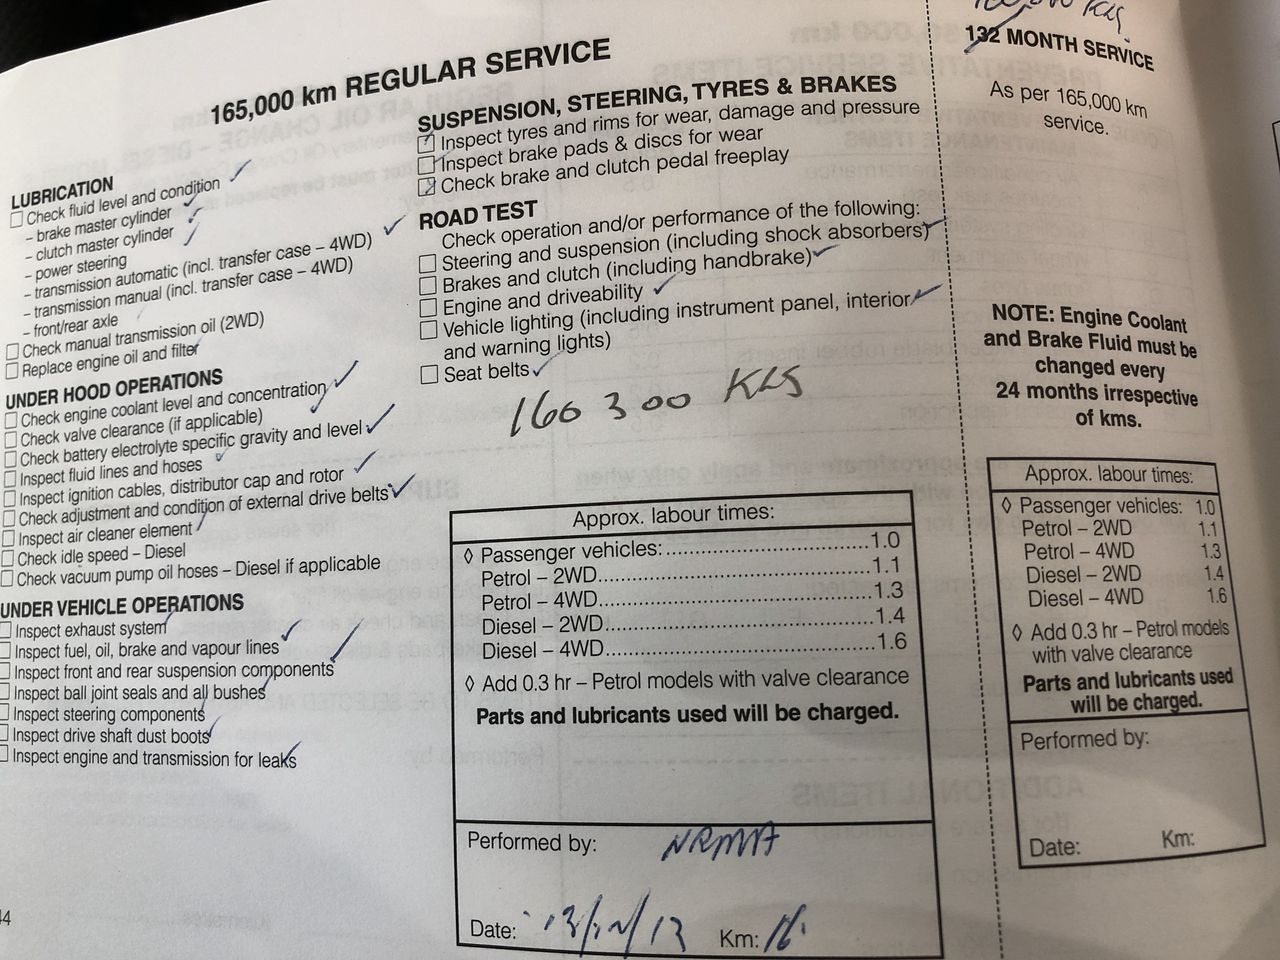 165,000 km REGULAR SERVICE
LUBRICATION
Check fluid level and condition
- brake master cylinder
- clutch master cylinder
- power steering
- transmission automatic (incl. transfer case – 4WD)
- transmission manual (incl. transfer case – 4WD)
- front/rear axle
Check manual transmission oil (2WD)
Replace engine oil and filter
UNDER HOOD OPERATIONS
Check engine coolant level and concentration
Check valve clearance (if applicable)
Check battery electrolyte specific gravity and level
Inspect fluid lines and hoses
Inspect ignition cables, distributor cap and rotor
Check adjustment and condition of external drive belts
Inspect air cleaner element
Check idle speed – Diesel
Check vacuum pump oil hoses – Diesel if applicable
UNDER VEHICLE OPERATIONS
Inspect exhaust system
Inspect fuel, oil, brake and vapour lines
Inspect front and rear suspension components
Inspect ball joint seals and all bushes
Inspect steering components
Inspect drive shaft dust boots
Inspect engine and transmission for leaks
SUSPENSION, STEERING, TYRES & BRAKES
Inspect tyres and rims for wear, damage and pressure
Inspect brake pads & discs for wear
Check brake and clutch pedal freeplay
ROAD TEST
Check operation and/or performance of the following:
Steering and suspension (including shock absorbers)
Brakes and clutch (including handbrake)
Engine and driveability
Vehicle lighting (including instrument panel, interior
and warning lights)
Seat belts
160 300 KLS
Approx. labour times:
◊ Passenger vehicles:..............................1.0
Petrol – 2WD..........................................1.1
Petrol – 4WD..........................................1.3
Diesel – 2WD.........................................1.4
Diesel – 4WD.........................................1.6
◊ Add 0.3 hr – Petrol models with valve clearance
Parts and lubricants used will be charged.
Performed by: NRMA
Date: 13/12/13 Km: 16
KLS.
132 MONTH SERVICE
As per 165,000 km
service.
NOTE: Engine Coolant
and Brake Fluid must be
changed every
24 months irrespective
of kms.
Approx. labour times:
◊ Passenger vehicles: 1.0
Petrol – 2WD 1.1
Petrol – 4WD 1.3
Diesel – 2WD 1.4
Diesel – 4WD 1.6
◊ Add 0.3 hr – Petrol models
with valve clearance
Parts and lubricants used
will be charged.
Performed by:
Date: Km: